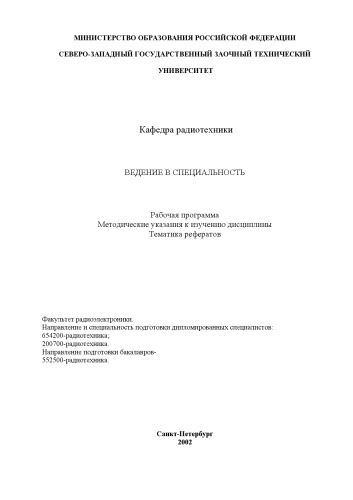 МИНИСТЕРСТВО ОБРАЗОВАНИЯ РОССИЙСКОЙ ФЕДЕРАЦИИ
СЕВЕРО-ЗАПАДНЫЙ ГОСУДАРСТВЕННЫЙ ЗАОЧНЫЙ ТЕХНИЧЕСКИЙ
УНИВЕРСИТЕТ
Кафедра радиотехники
ВЕДЕНИЕ В СПЕЦИАЛЬНОСТЬ
Рабочая программа
Методические указания к изучению дисциплины
Тематика рефератов
Факультет радиоэлектроники.
Направление и специальность подготовки дипломированных специалистов:
654200-радиотехника;
200700-радиотехника.
Направление подготовки бакалавров-
552500-радиотехника.
Санкт-Петербург
2002